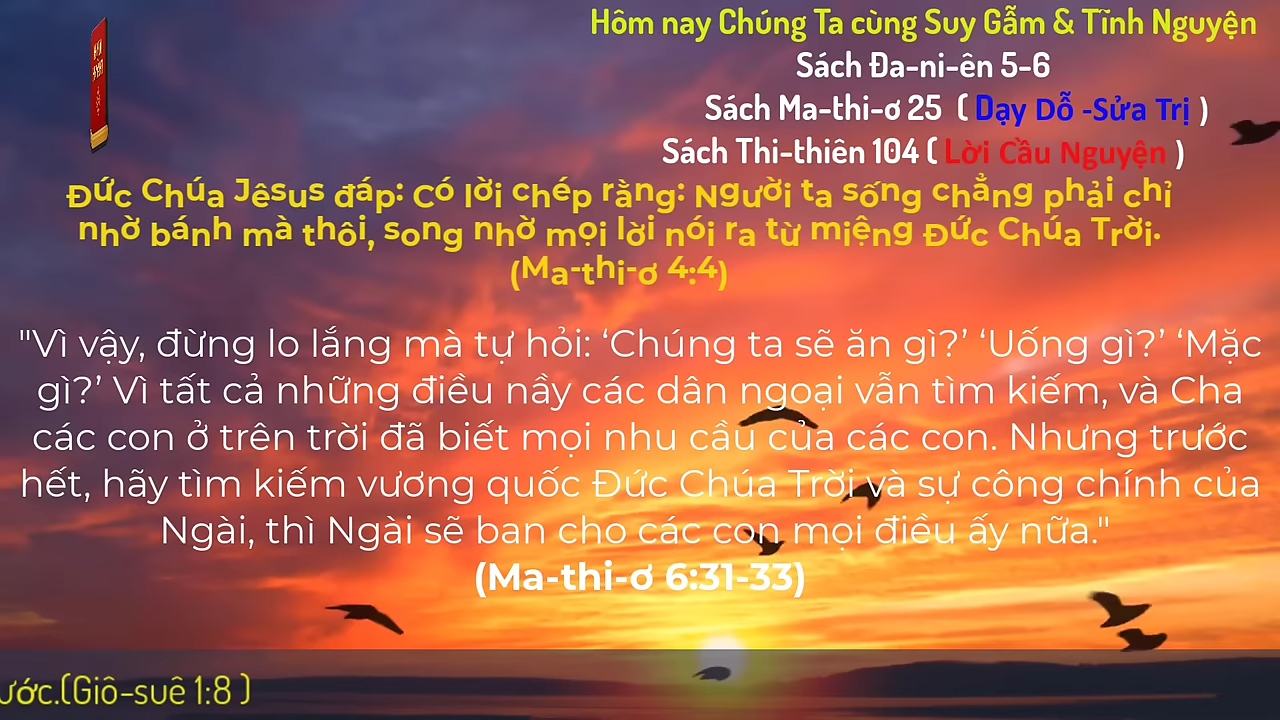 Hôm nay Chúng Ta cùng Suy Gẫm & Tĩnh Nguyện
Sách Đa-ni-ên 5-6
Sách Ma-thi-ơ 25 ( Dạy Dỗ -Sửa Trị )
Sách Thi-thiên 104 ( Lời Cầu Nguyện )
Đức Chúa Jêsus đáp: Có lời chép rằng: Người ta sống chẳng phải chỉ
nhờ bánh mà thôi, song nhờ mọi lời nói ra từ miệng Đức Chúa Trời.
(Ma-thi-ơ 4:4)
"Vì vậy, đừng lo lắng mà tự hỏi: ‘Chúng ta sẽ ăn gì?’ ‘Uống gì?’ ‘Mặc
gì?’ Vì tất cả những điều nầy các dân ngoại vẫn tìm kiếm, và Cha
các con ở trên trời đã biết mọi nhu cầu của các con. Nhưng trước
hết, hãy tìm kiếm vương quốc Đức Chúa Trời và sự công chính của
Ngài, thì Ngài sẽ ban cho các con mọi điều ấy nữa."
(Ma-thi-ơ 6:31-33)
ước.(Giô-suê 1:8 )